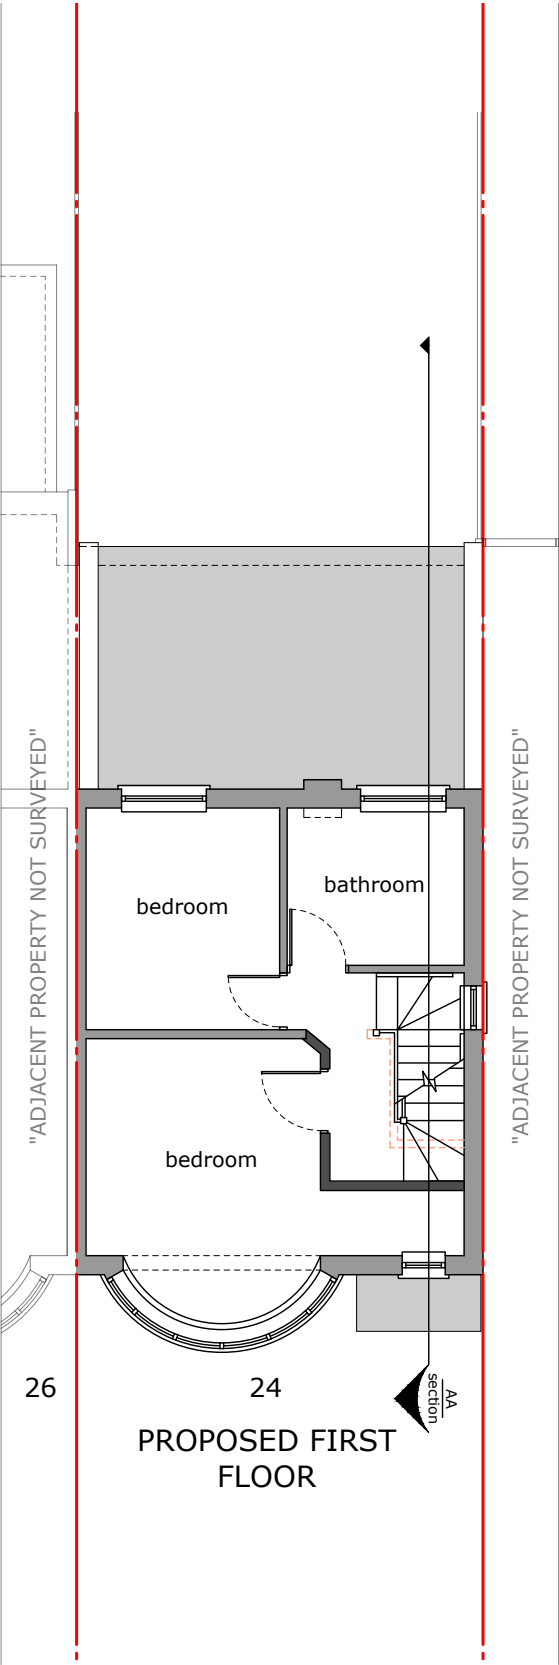 "ADJACENT PROPERTY NOT SURVEYED"
"ADJACENT PROPERTY NOT SURVEYED"
bathroom
bedroom
bedroom
AA
section
26
24
PROPOSED FIRST
FLOOR